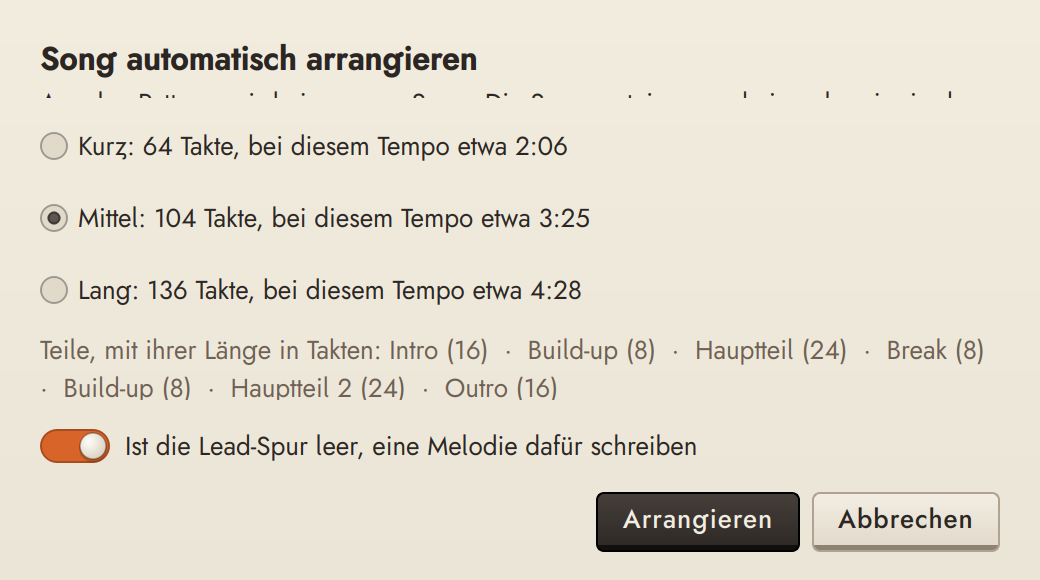 Song automatisch arrangieren
Kurz: 64 Takte, bei diesem Tempo etwa 2:06
Mittel: 104 Takte, bei diesem Tempo etwa 3:25
Lang: 136 Takte, bei diesem Tempo etwa 4:28
Teile, mit ihrer Länge in Takten: Intro (16) · Build-up (8) · Hauptteil (24) · Break (8)
· Build-up (8) · Hauptteil 2 (24) · Outro (16)
Ist die Lead-Spur leer, eine Melodie dafür schreiben
Arrangieren Abbrechen